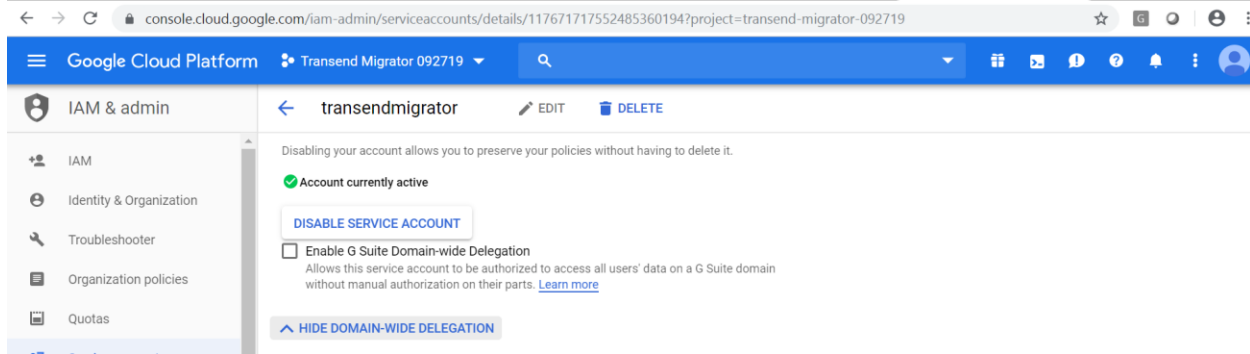 console.cloud.google.com/iam-admin/serviceaccounts/details/117671717552485360194?project=transend-migrator-092719
G
Google Cloud Platform
Transend Migrator 092719
IAM & admin
transendmigrator
EDIT
DELETE
Disabling your account allows you to preserve your policies without having to delete it.
IAM
Account currently active
Identity & Organization
DISABLE SERVICE ACCOUNT
Troubleshooter
Enable G Suite Domain-wide Delegation
Allows this service account to be authorized to access all users' data on a G Suite domain
without manual authorization on their parts. Learn more
Organization policies
Quotas
HIDE DOMAIN-WIDE DELEGATION